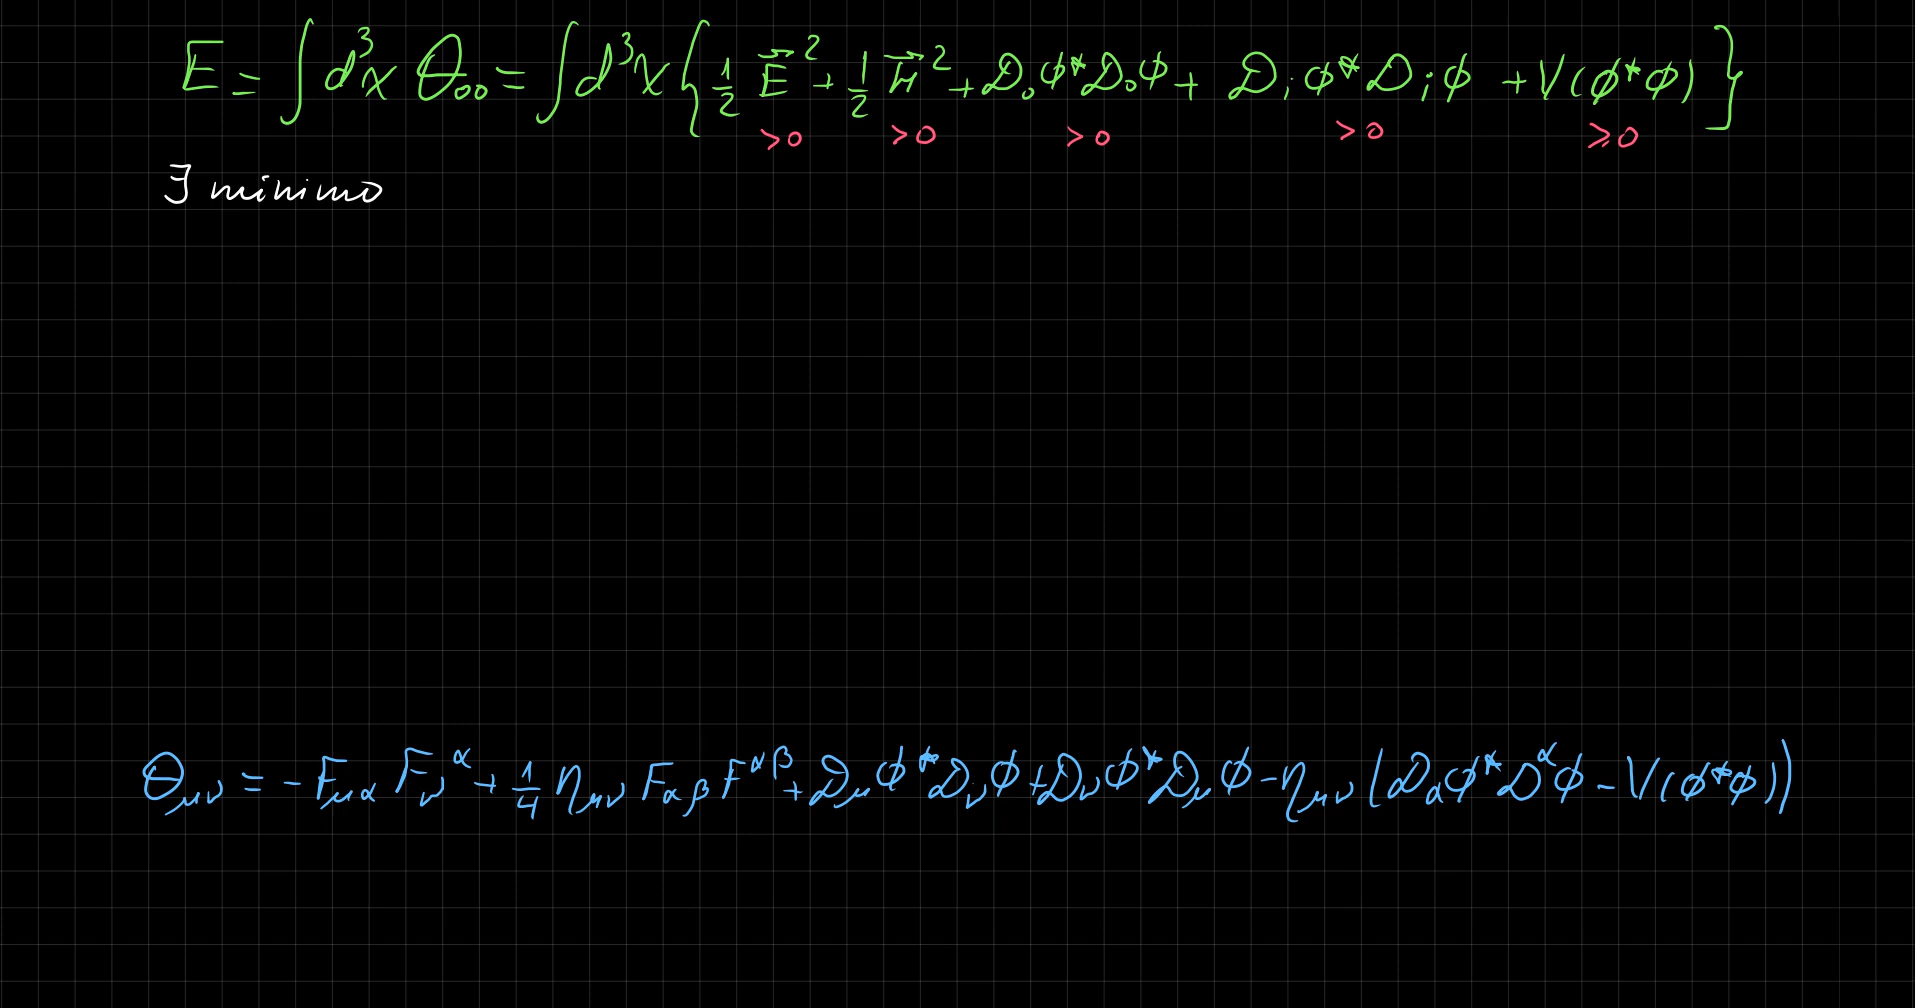 E = ∫ d³x θ₀₀ = ∫ d³x { ½ E⃗² + ½ H⃗² + D₀ϕ*D₀ϕ + Dᵢϕ*Dᵢϕ + V(ϕ*ϕ) }
>0 >0 >0 >0 ⩾0
∃ minimo
θ_μν = -F_μα F_ν^α + ¼ η_μν F_αβ F^αβ + D_μϕ*D_νϕ + D_νϕ*D_μϕ - η_μν (D_αϕ*D^αϕ - V(ϕ*ϕ))